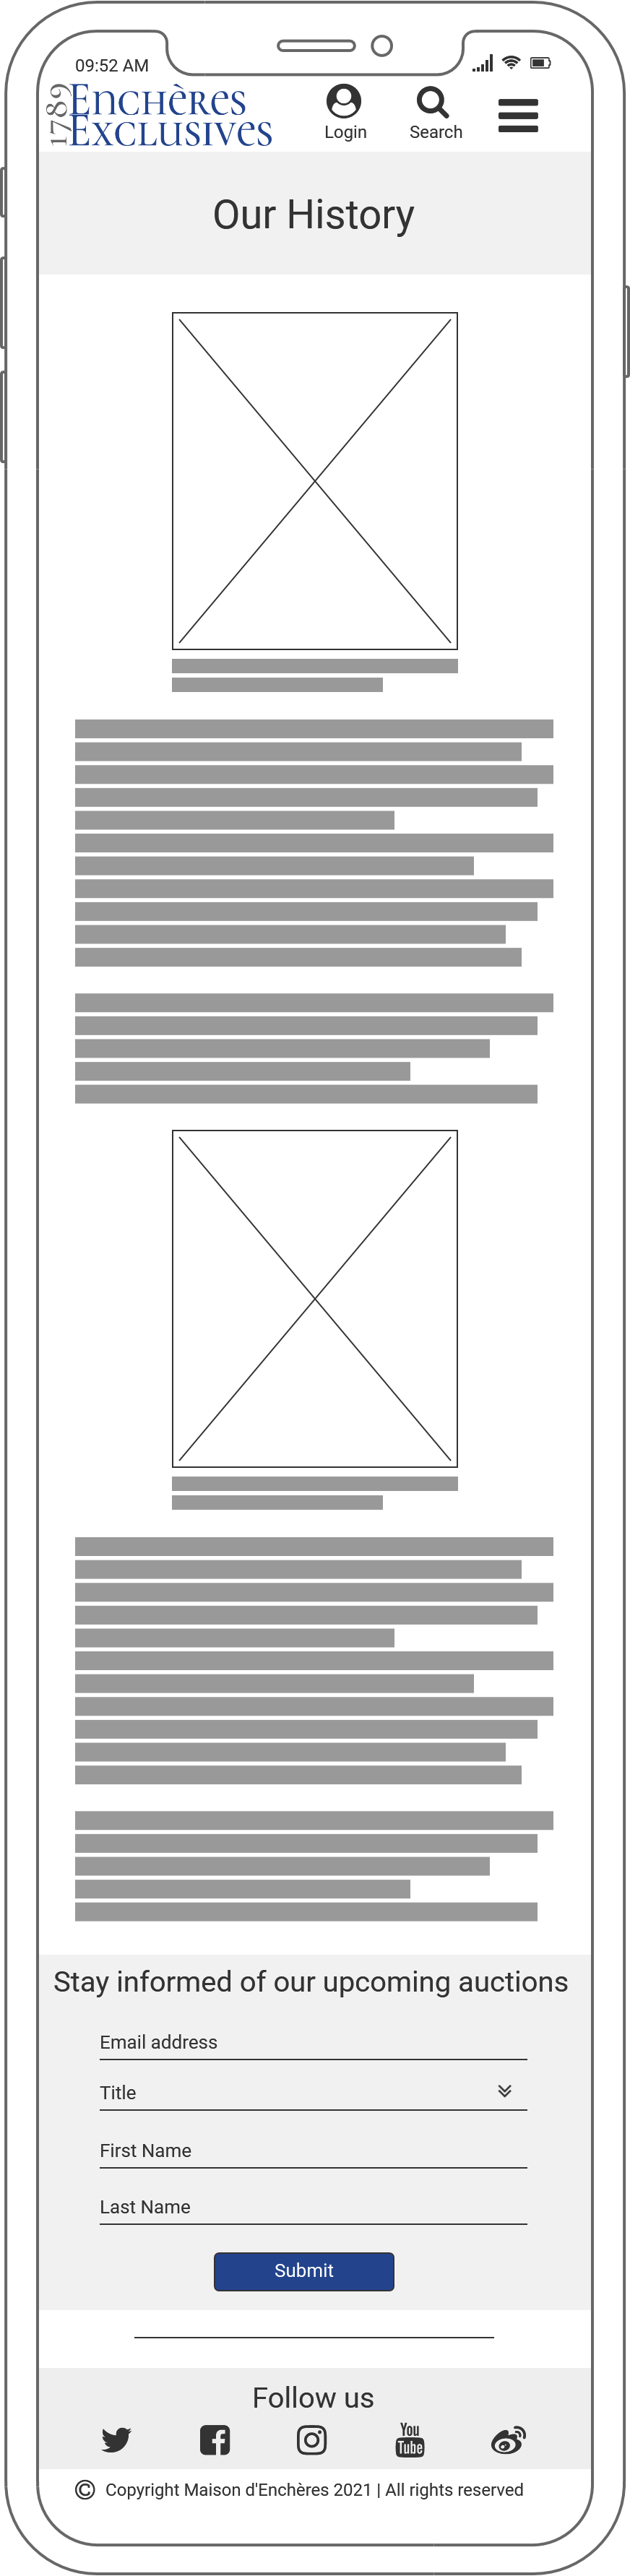 09:52 AM
1789
Enchères
Exclusives
Login
Search
Our History
Stay informed of our upcoming auctions
Email address
Title
First Name
Last Name
Submit
Follow us
You
Tube
© Copyright Maison d'Enchères 2021 | All rights reserved